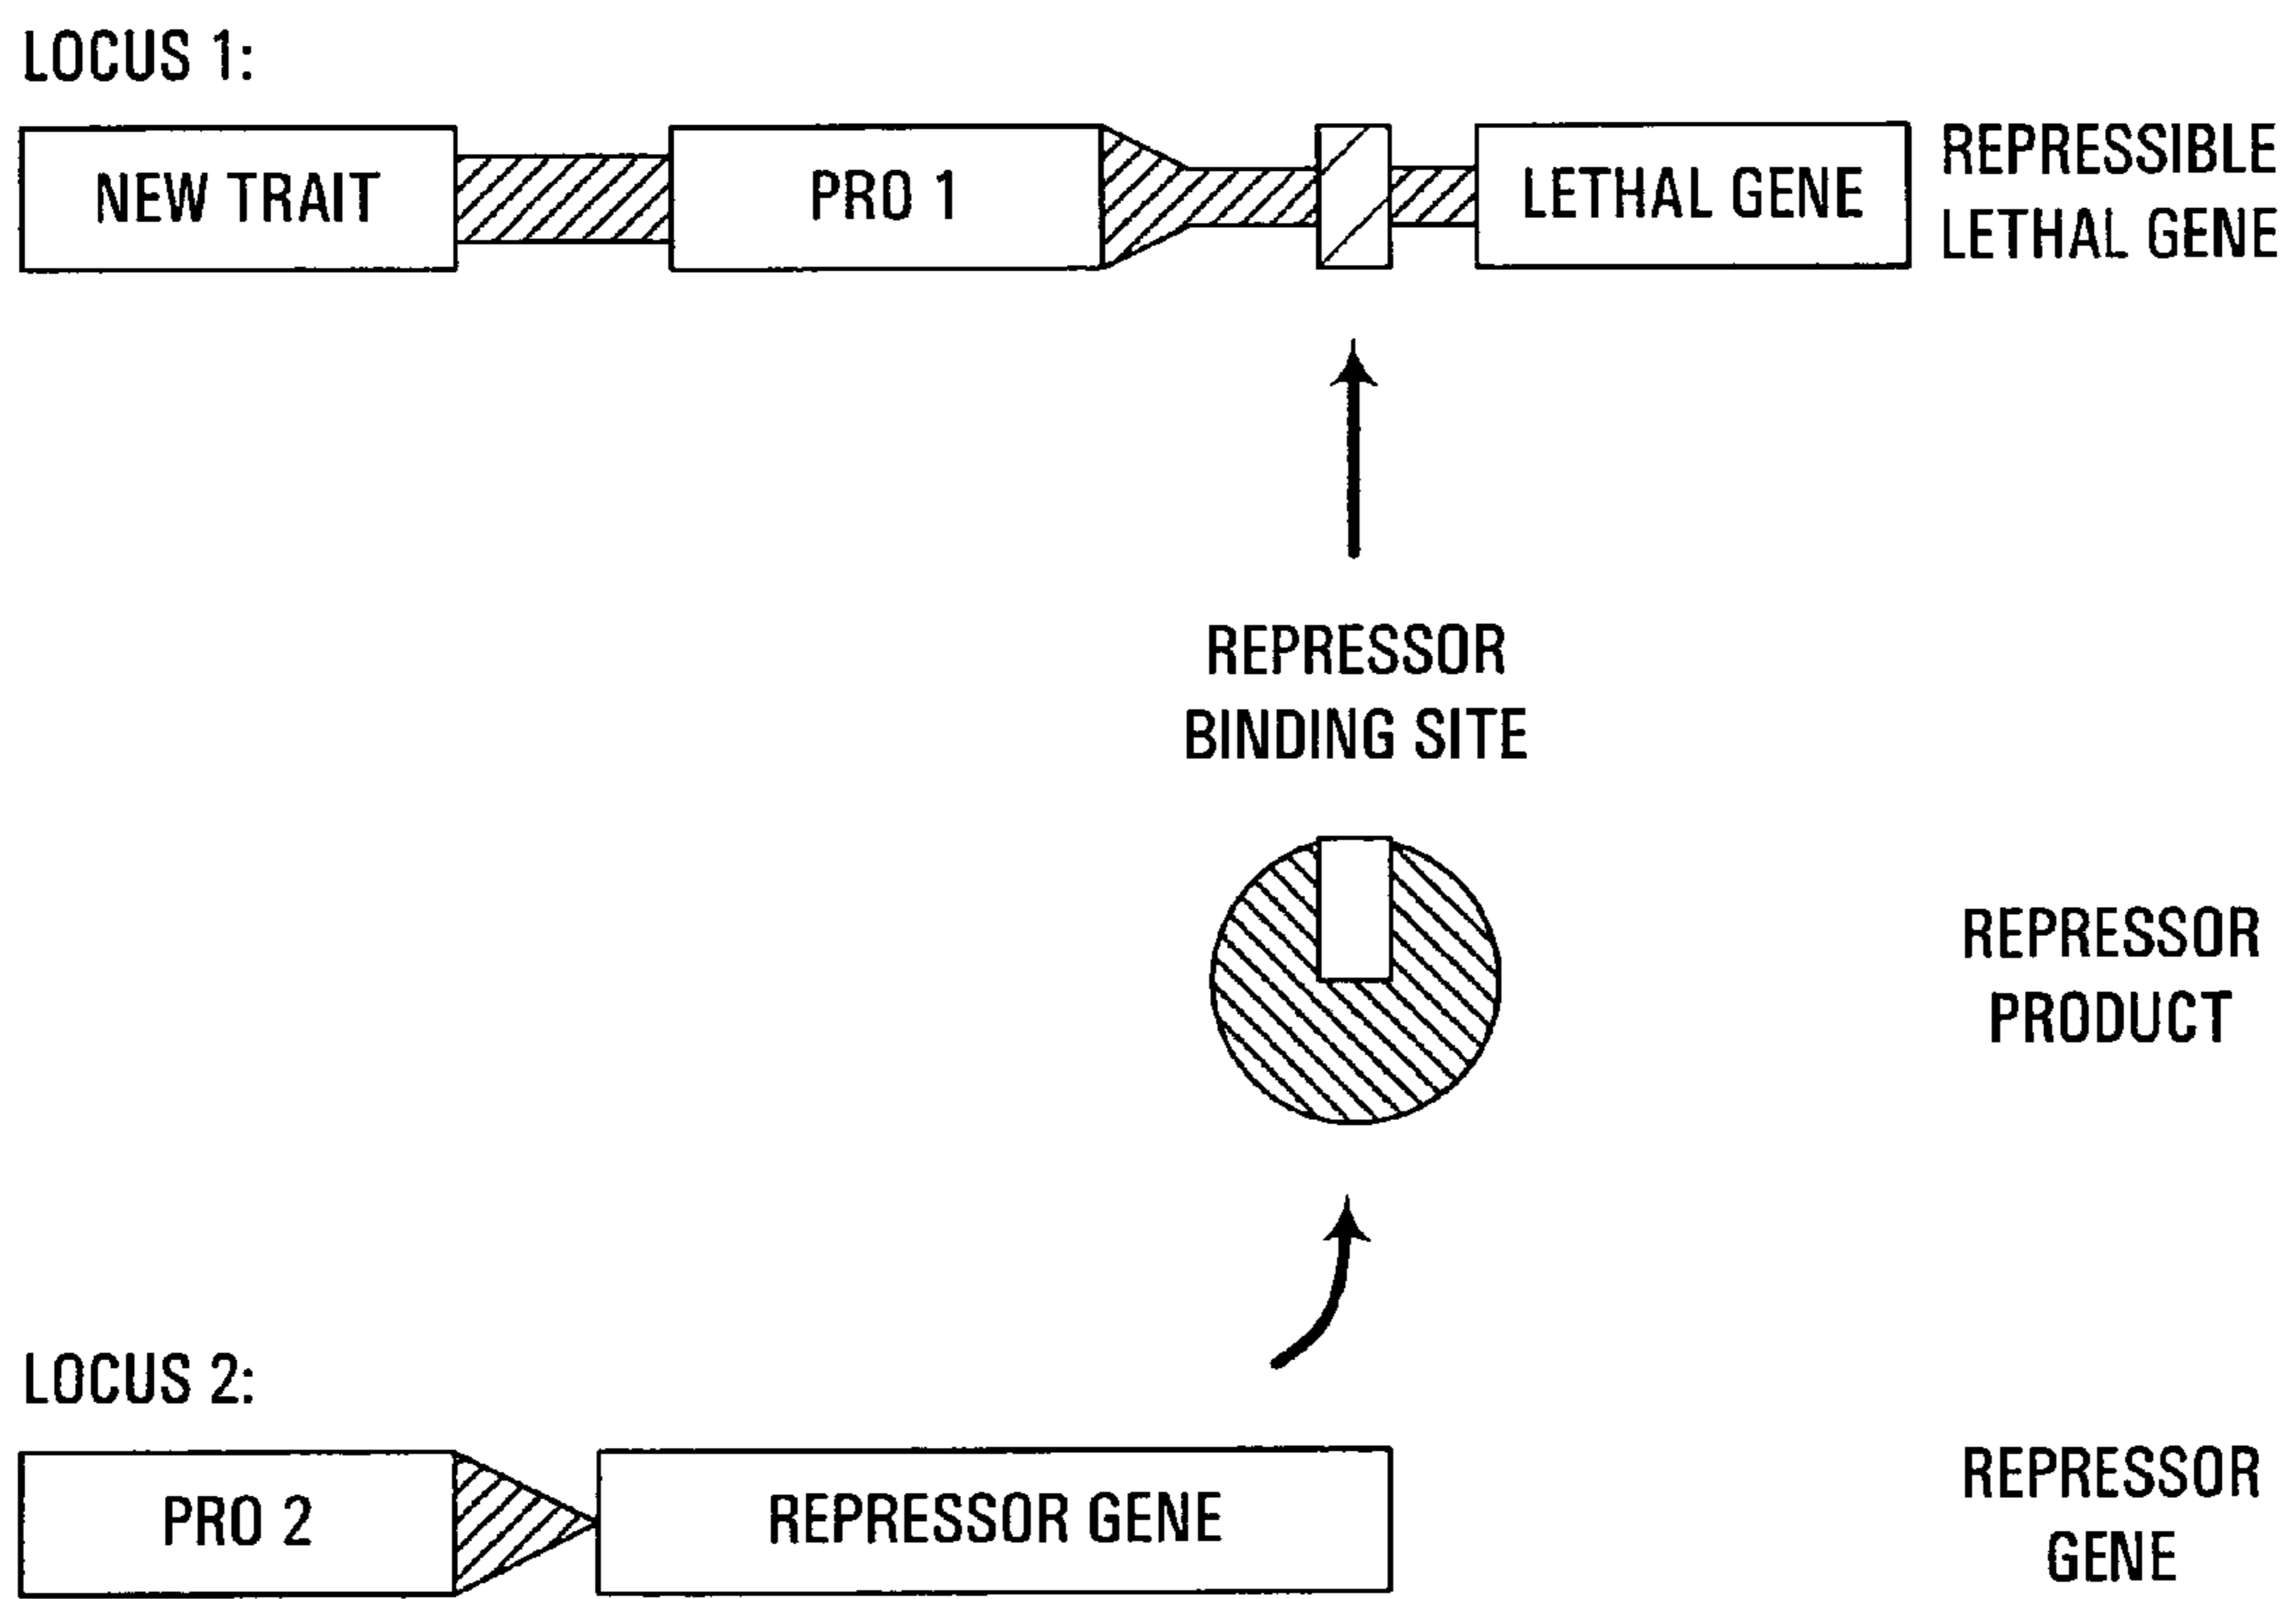 LOCUS 1:
NEW TRAIT
PRO 1
LETHAL GENE
REPRESSIBLE
LETHAL GENE
REPRESSOR
BINDING SITE
REPRESSOR
PRODUCT
LOCUS 2:
PRO 2
REPRESSOR GENE
REPRESSOR
GENE